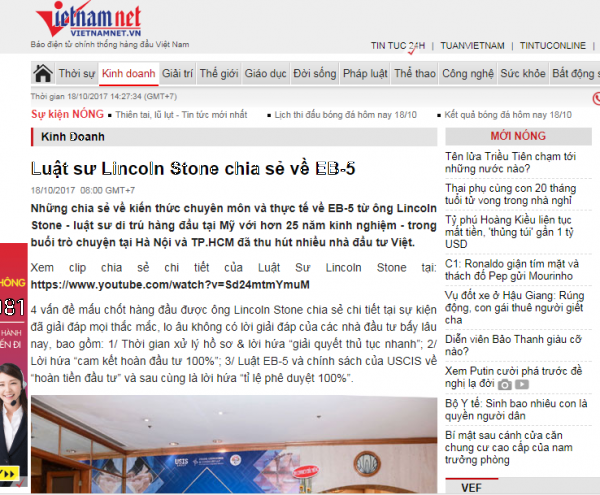 Vietnamnet
VIETNAMNET.VN
Báo điện tử chính thống hàng đầu Việt Nam
TIN TUC 24H | TUANVIETNAM | TINTUCONLINE |
Thời sự Kinh doanh Giải trí Thế giới Giáo dục Đời sống Pháp luật Thể thao Công nghệ Sức khỏe Bất động s
Thời gian 18/10/2017 14:27:34 (GMT+7)
Sự kiện NÓNG Thiên tai, lũ lụt - Tin tức mới nhất Lịch thi đấu bóng đá hôm nay 18/10 Kết quả bóng đá hôm nay 18/10
Kinh Doanh
Luật sư Lincoln Stone chia sẻ về EB-5
18/10/2017 08:00 GMT+7
Những chia sẻ về kiến thức chuyên môn và thực tế về EB-5 từ ông Lincoln
Stone - luật sư di trú hàng đầu tại Mỹ với hơn 25 năm kinh nghiệm - trong
buổi trò chuyện tại Hà Nội và TP.HCM đã thu hút nhiều nhà đầu tư Việt.
Xem clip chia sẻ chi tiết của Luật Sư Lincoln Stone tại:
https://www.youtube.com/watch?v=Sd24mtmYmuM
4 vấn đề mấu chốt hàng đầu được ông Lincoln Stone chia sẻ chi tiết tại sự kiện
đã giải đáp mọi thắc mắc, lo âu không có lời giải đáp của các nhà đầu tư bấy lâu
nay, bao gồm: 1/ Thời gian xử lý hồ sơ & lời hứa “giải quyết thủ tục nhanh”; 2/
Lời hứa “cam kết hoàn đầu tư 100%”; 3/ Luật EB-5 và chính sách của USCIS về
“hoàn tiền đầu tư” và sau cùng là lời hứa “tỉ lệ phê duyệt 100%”.
USIS
MỚI NÓNG
Tên lửa Triều Tiên chạm tới
những nước nào?
Thai phụ cùng con 20 tháng
tuổi tử vong trong nhà nghỉ
Tỷ phú Hoàng Kiều liên tục
mất tiền, 'thủng túi' gần 1 tỷ
USD
C1: Ronaldo giận tím mặt và
thách đố Pep gửi Mourinho
Vụ đốt xe ở Hậu Giang: Rúng
động, con gái thuê người giết
cha
Diễn viên Bảo Thanh giàu cỡ
nào?
Xem Putin cười phá trước đề
nghị lạ đời
Bộ Y tế: Sinh bao nhiêu con là
quyền người dân
Bí mật sau cánh cửa căn
chung cư cao cấp của nam
trưởng phòng
VEF
HÓNG
981
HÀNH
ĐẾN ĐI